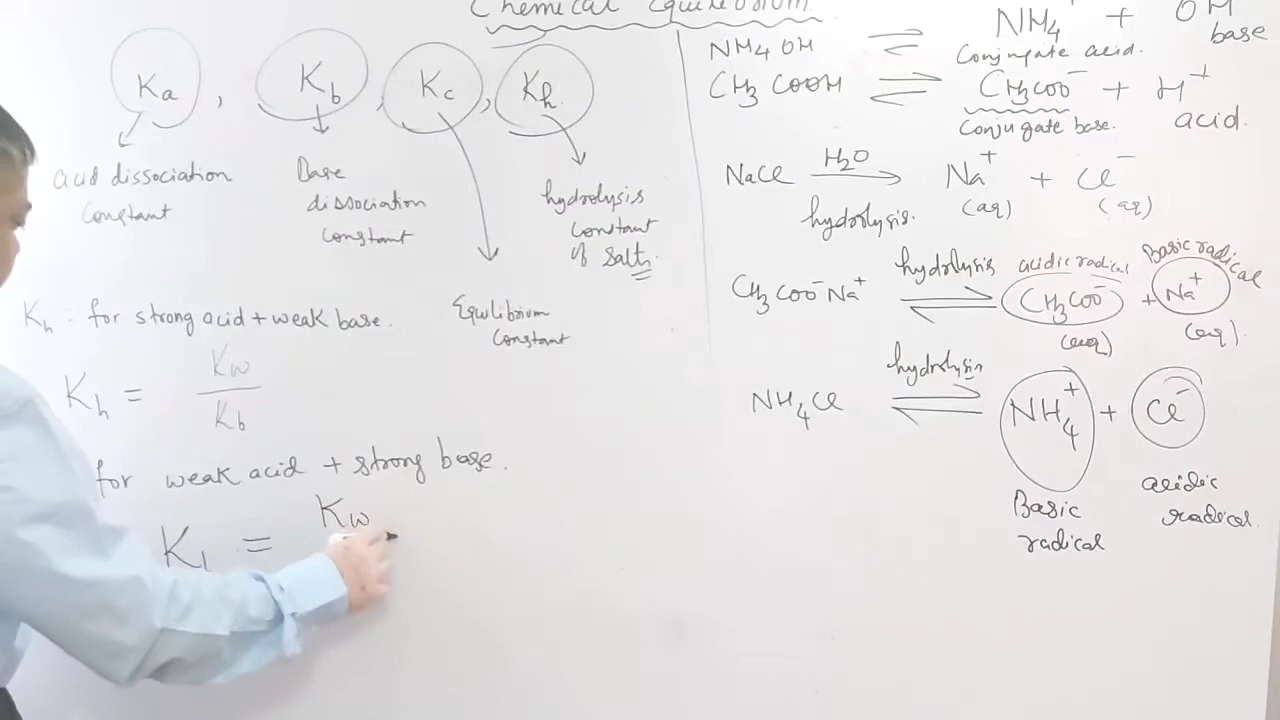 Chemical Equilibrium
Ka, Kb, Kc, Kh
acid dissociation
constant
Base
dissociation
constant
hydrolysis
constant
of salts.
Equilibrium
constant
Kh : for strong acid + weak base.
Kh = Kw
Kb
for weak acid + strong base.
K = Kw
NH4OH ⇌ NH4+ + OH
Conjugate acid. base
CH3COOH ⇌ CH3COO− + H+
Conjugate base. acid.
NaCl H2O → Na+ + Cl−
hydrolysis. (aq) (aq)
hydrolysis acidic radical Basic radical
CH3COO−Na+ ⇌ CH3COO− + Na+
(aq) (aq).
hydrolysis
NH4Cl ⇌ NH4+ + Cl−
Basic
radical
acidic
radical.